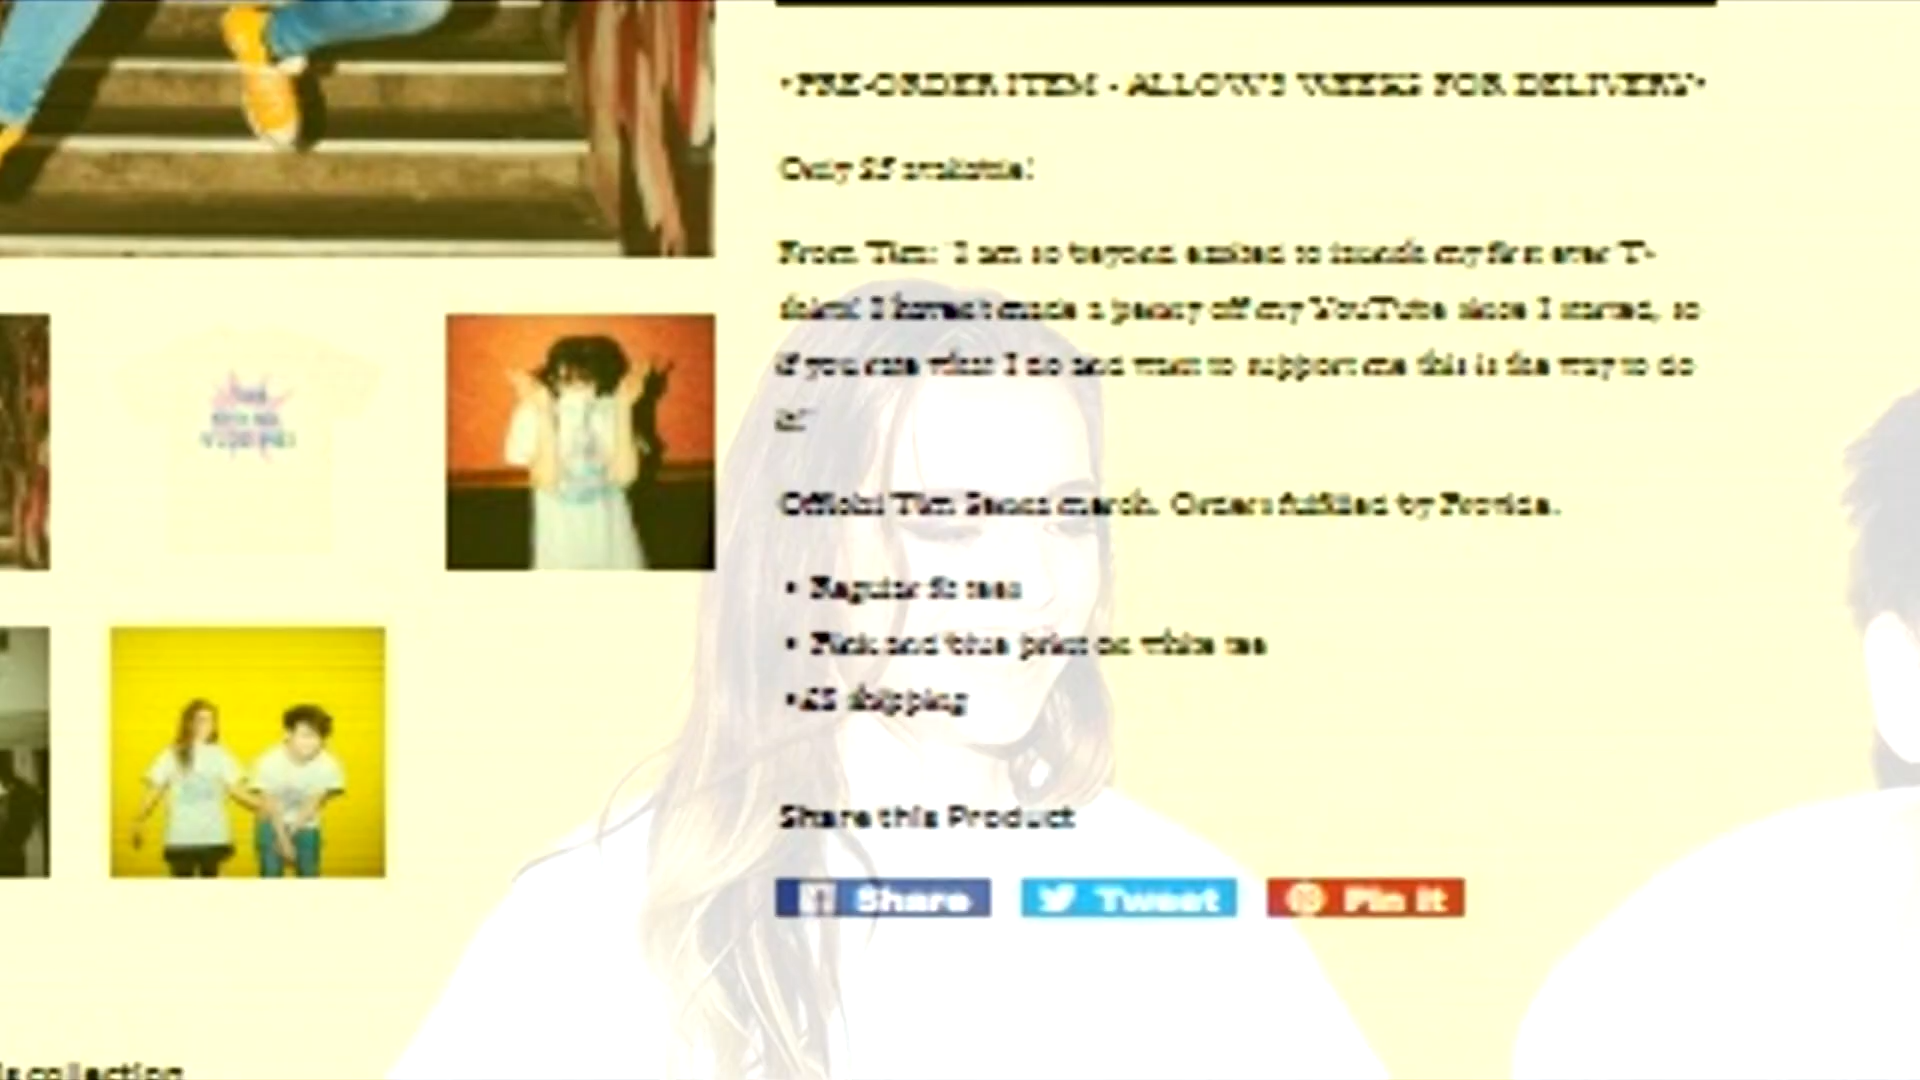 *PRE-ORDER ITEM - ALLOW 3 WEEKS FOR DELIVERY*
Only 25 available!
From Tim: "I am so beyond excited to launch my first ever T-
Shirt! I haven't made a penny off my YouTube since I started, so
if you rate what I do and want to support me this is the way to do
it!"
Official Tim merch. Orders fulfilled by Provide.
• Regular fit tees
• Pink and blue print on white tee
•£5 shipping
Share this Product
Share
Tweet
Pin it
collection